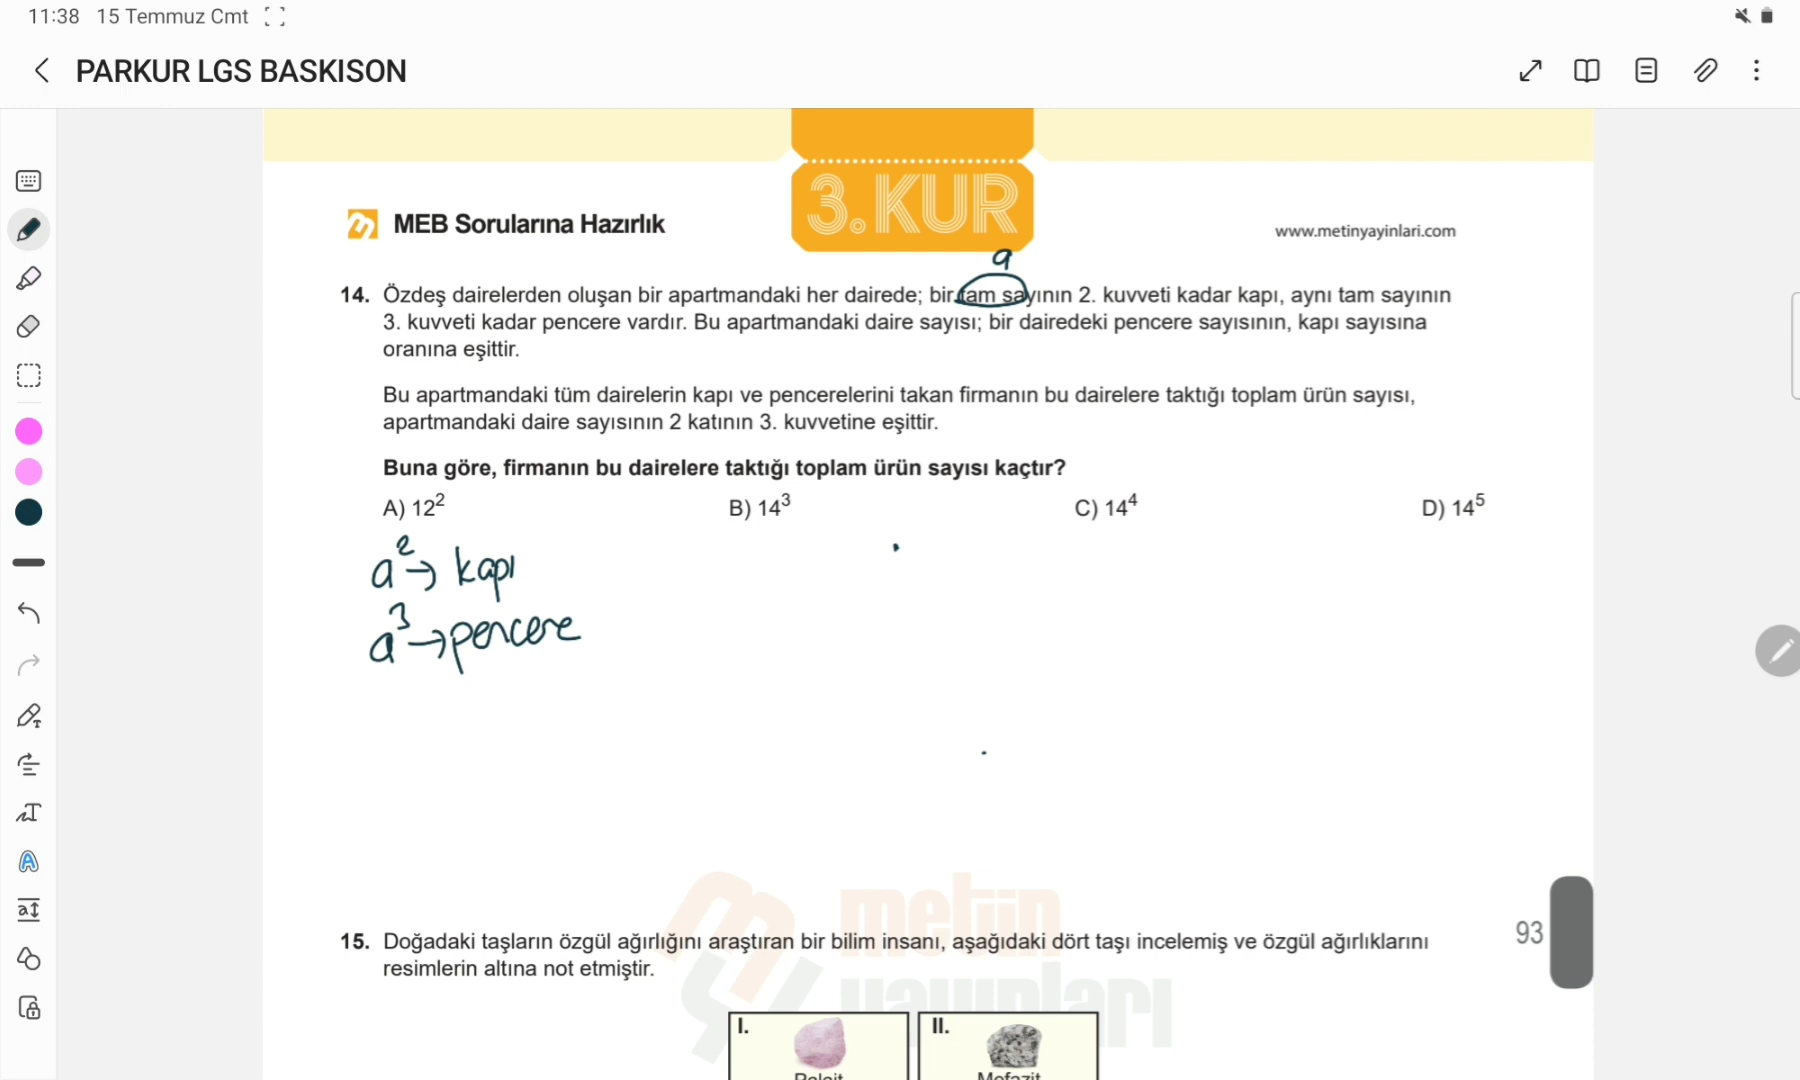 11:38 15 Temmuz Cmt
PARKUR LGS BASKISON
3.KUR
MEB Sorularına Hazırlık
www.metinyayinlari.com
a
14. Özdeş dairelerden oluşan bir apartmandaki her dairede; bir tam sayının 2. kuvveti kadar kapı, aynı tam sayının
3. kuvveti kadar pencere vardır. Bu apartmandaki daire sayısı; bir dairedeki pencere sayısının, kapı sayısına
oranına eşittir.
Bu apartmandaki tüm dairelerin kapı ve pencerelerini takan firmanın bu dairelere taktığı toplam ürün sayısı,
apartmandaki daire sayısının 2 katının 3. kuvvetine eşittir.
Buna göre, firmanın bu dairelere taktığı toplam ürün sayısı kaçtır?
A) 12² B) 14³ C) 14⁴ D) 14⁵
a² → kapı
a³ → pencere
metin
yayınları
93
15. Doğadaki taşların özgül ağırlığını araştıran bir bilim insanı, aşağıdaki dört taşı incelemiş ve özgül ağırlıklarını
resimlerin altına not etmiştir.
I. II.